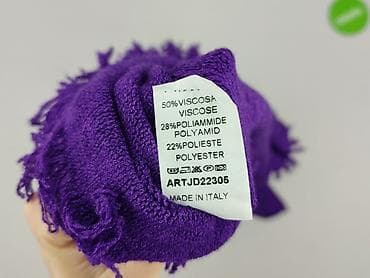 50%VISCOSA
VISCOSE
28%POLIAMMIDE
POLYAMID
22%POLIESTE
POLYESTER
ARTJD22305
MADE IN ITALY